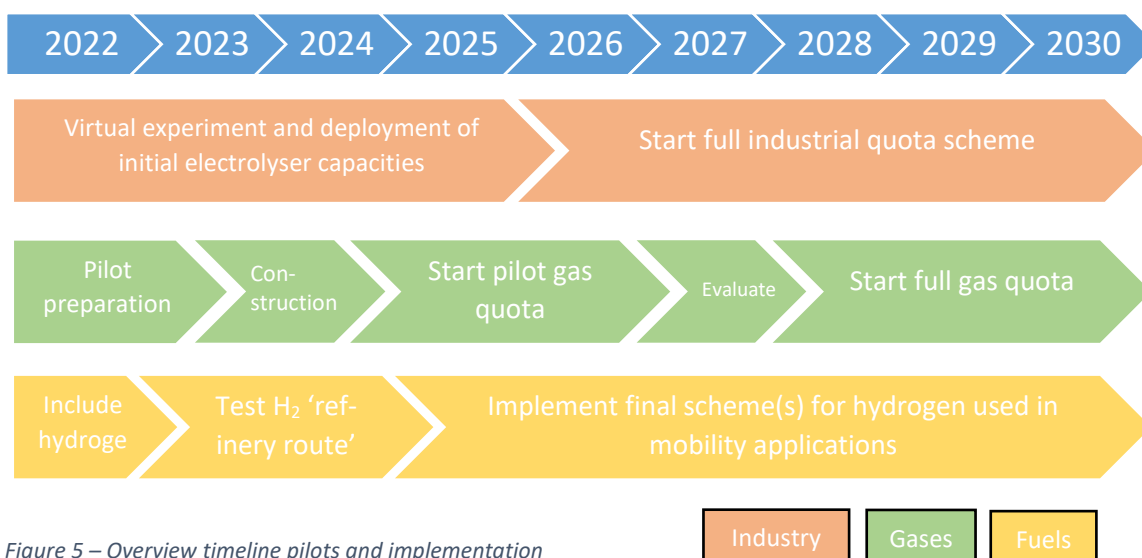 2022 2023 2024 2025 2026 2027 2028 2029 2030
Virtual experiment and deployment of
initial electrolyser capacities
Start full industrial quota scheme
Pilot
preparation
Con-
struction
Start pilot gas
quota
Evaluate
Start full gas quota
Include
hydroge
Test H₂ ‘ref-
inery route’
Implement final scheme(s) for hydrogen used in
mobility applications
Figure 5 – Overview timeline pilots and implementation
Industry
Gases
Fuels